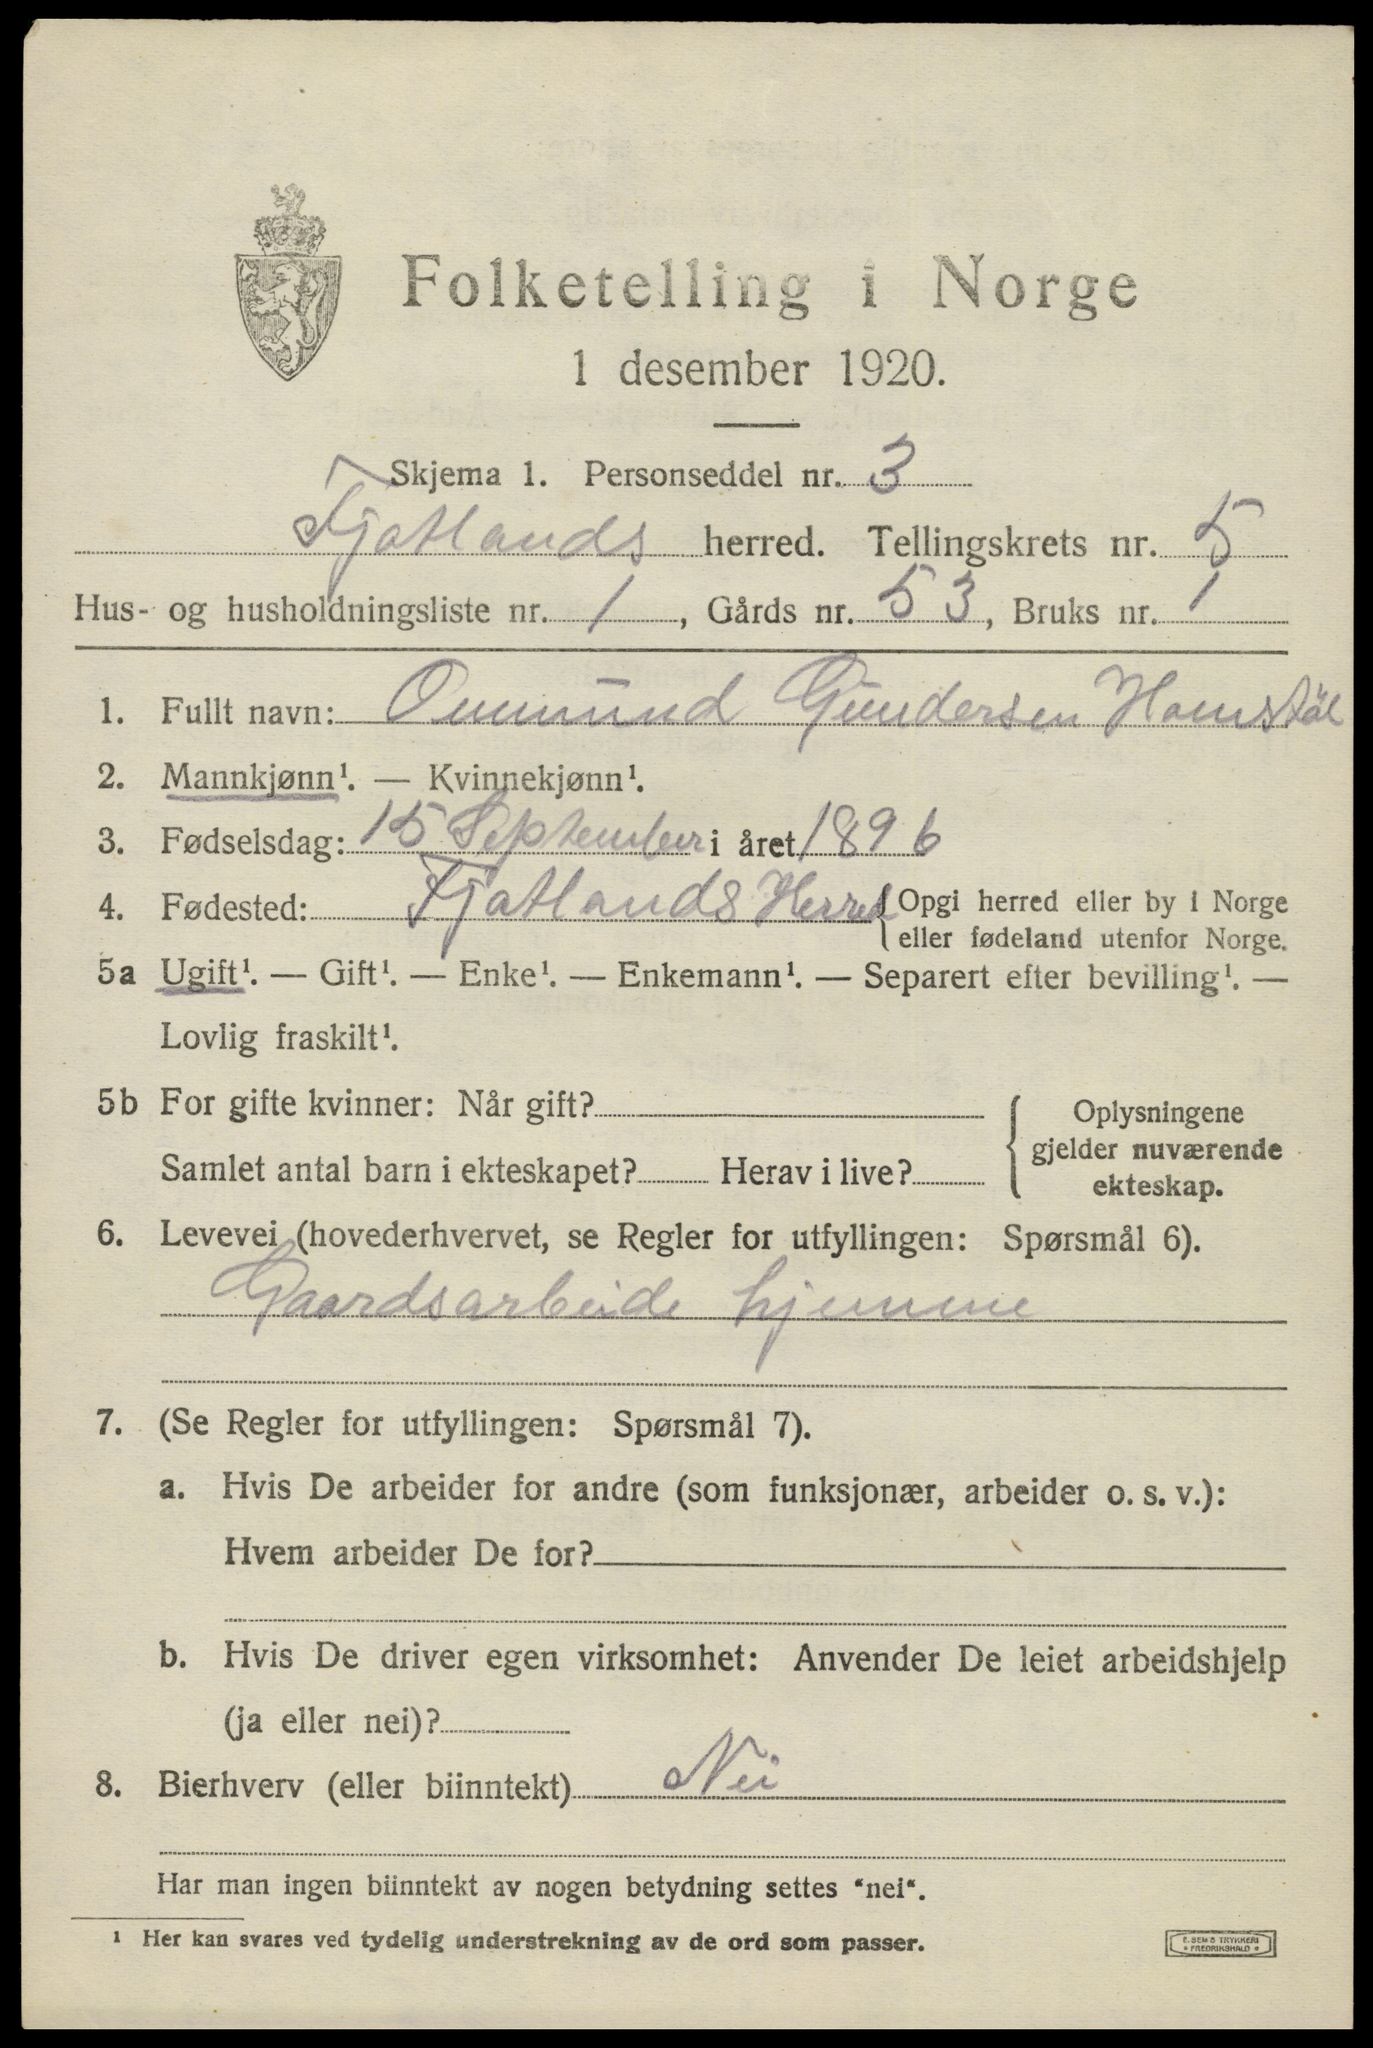 Folketelling i Norge
1 desember 1920.
Skjema 1. Personseddel nr. 3
Fjotlands herred. Tellingskrets nr. 5
Hus- og husholdningsliste nr. 1, Gårds nr. 53, Bruks nr. 1
1. Fullt navn: Ommund Gundersen Homstöl
2. Mannkjønn¹. — Kvinnekjønn¹.
3. Fødselsdag: 15 September i året 1896
4. Fødested: Fjotlands Herred { Opgi herred eller by i Norge
eller fødeland utenfor Norge.
5a Ugift¹. — Gift¹. — Enke¹. — Enkemann¹. — Separert efter bevilling¹. —
Lovlig fraskilt¹.
5b For gifte kvinner: Når gift?
Samlet antal barn i ekteskapet? Herav i live?
{ Oplysningene
gjelder nuværende
ekteskap.
6. Levevei (hovederhvervet, se Regler for utfyllingen: Spørsmål 6).
Gaardsarbeide hjemme
7. (Se Regler for utfyllingen: Spørsmål 7).
a. Hvis De arbeider for andre (som funksjonær, arbeider o. s. v.):
Hvem arbeider De for?
b. Hvis De driver egen virksomhet: Anvender De leiet arbeidshjelp
(ja eller nei)?
8. Bierhverv (eller biinntekt) Nei
Har man ingen biinntekt av nogen betydning settes "nei".
¹ Her kan svares ved tydelig understrekning av de ord som passer.
E. SEM'S TRYKKERI
* FREDRIKSHALD *